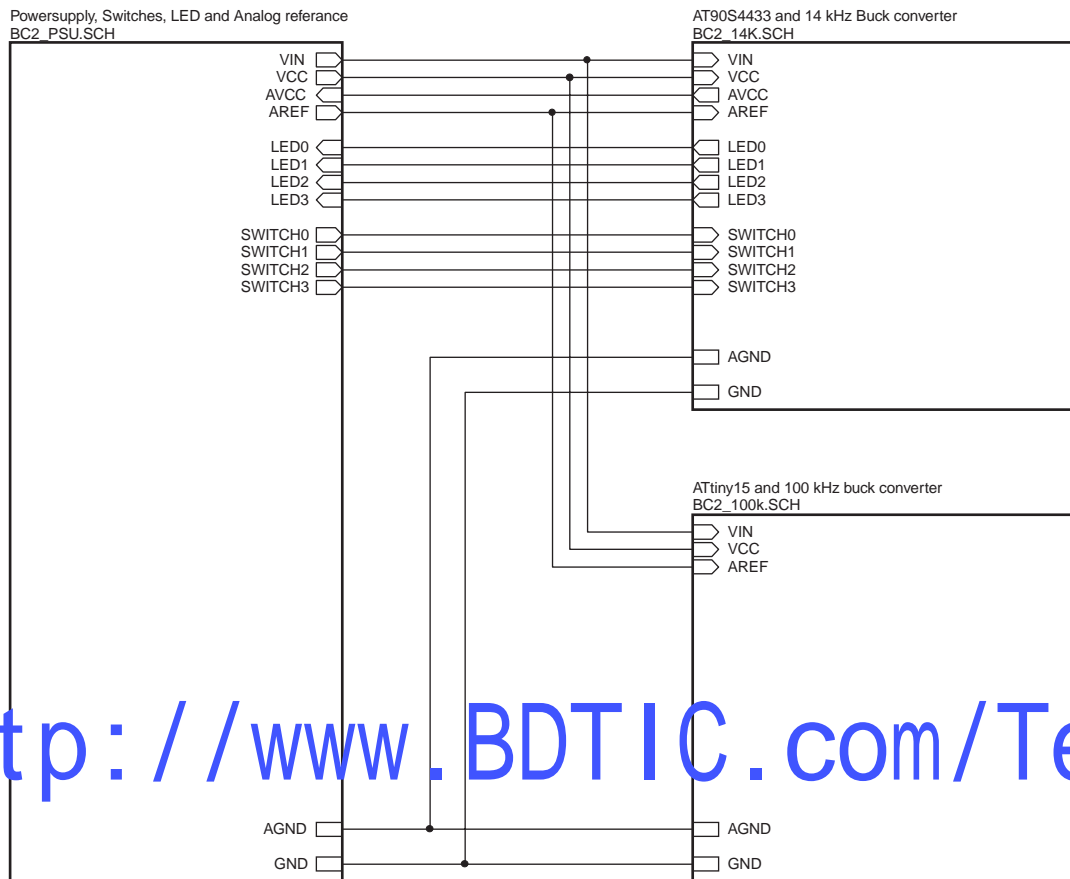 Powersupply, Switches, LED and Analog referance
BC2_PSU.SCH
VIN
VCC
AVCC
AREF
LED0
LED1
LED2
LED3
SWITCH0
SWITCH1
SWITCH2
SWITCH3
AGND
GND
AT90S4433 and 14 kHz Buck converter
BC2_14K.SCH
VIN
VCC
AVCC
AREF
LED0
LED1
LED2
LED3
SWITCH0
SWITCH1
SWITCH2
SWITCH3
AGND
GND
ATtiny15 and 100 kHz buck converter
BC2_100k.SCH
VIN
VCC
AREF
AGND
GND
tp://www.BDTIC.com/Te